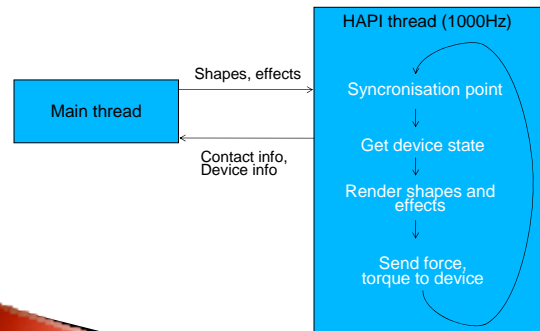 HAPI thread (1000Hz)
Shapes, effects
Main thread
Contact info,
Device info
Syncronisation point
Get device state
Render shapes and
effects
Send force,
torque to device